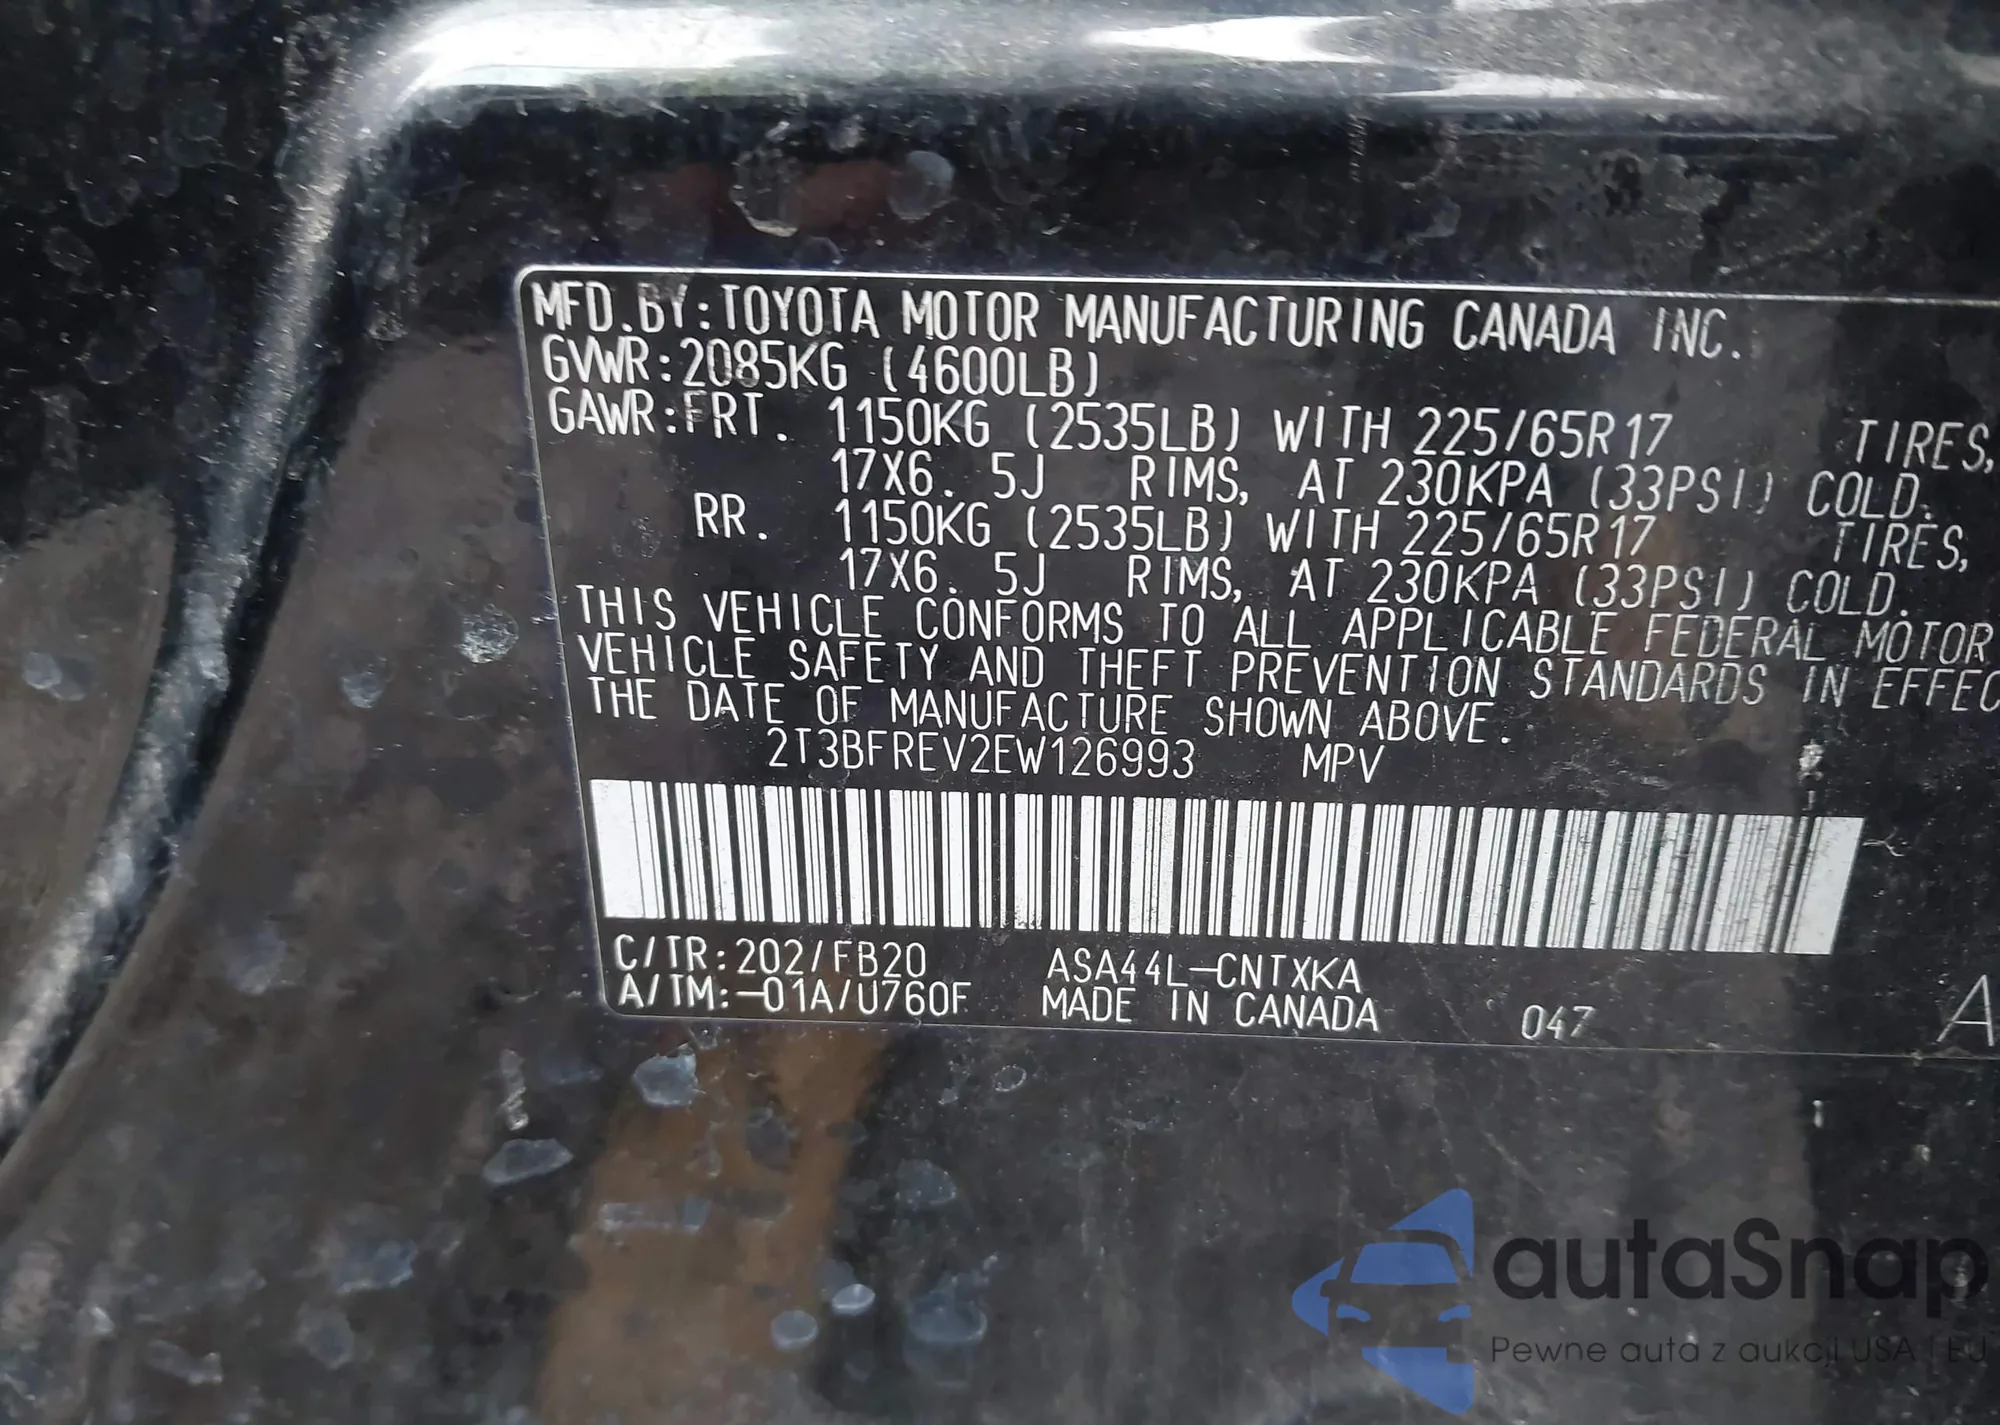 MFD.BY:TOYOTA MOTOR MANUFACTURING CANADA INC.
GVWR:2085KG (4600LB)
GAWR:FRT. 1150KG (2535LB) WITH 225/65R17 TIRES,
17X6.5J RIMS, AT 230KPA (33PSI) COLD.
RR. 1150KG (2535LB) WITH 225/65R17 TIRES,
17X6.5J RIMS, AT 230KPA (33PSI) COLD.
THIS VEHICLE CONFORMS TO ALL APPLICABLE FEDERAL MOTOR
VEHICLE SAFETY AND THEFT PREVENTION STANDARDS IN EFFEC
THE DATE OF MANUFACTURE SHOWN ABOVE.
2T3BFREV2EW126993 MPV
C/TR:202/FB20 ASA44L-CNTXKA
A/TM:-01A/U760F MADE IN CANADA 047 A
autaSnap
Pewne auta z aukcji USA | EU